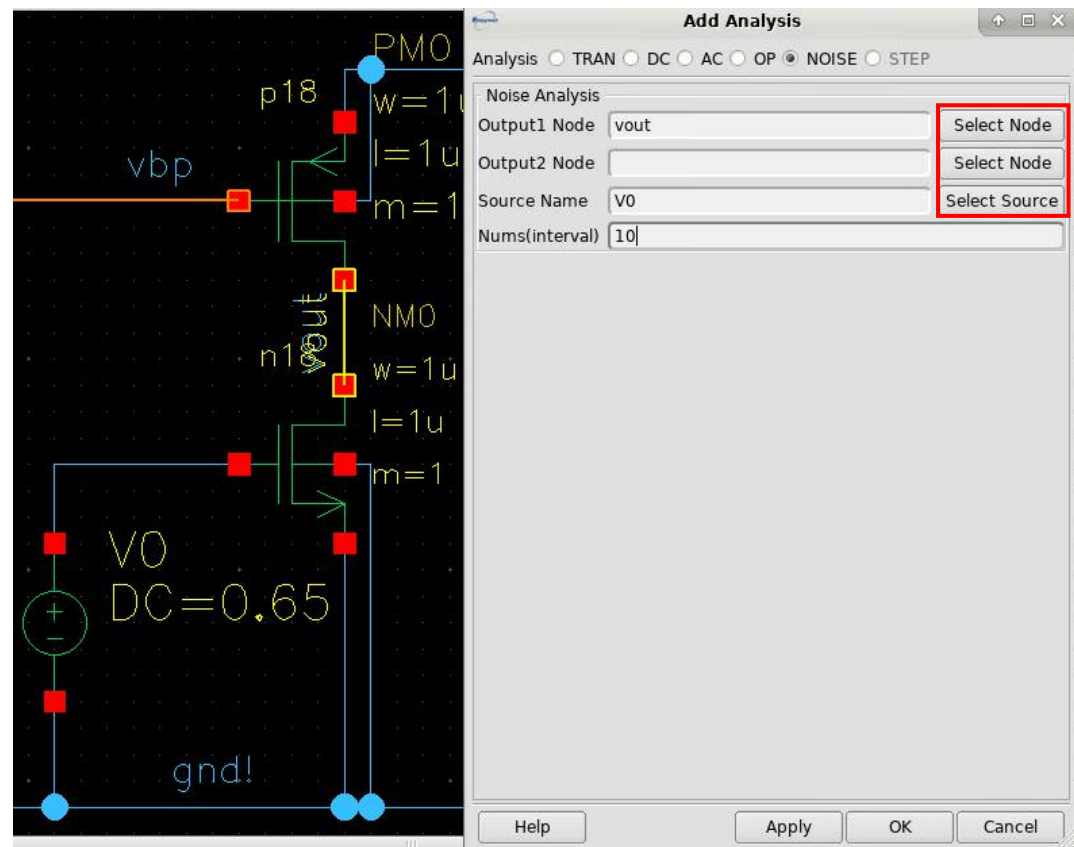 PM0
p18
w=1u
l=1u
m=1
vbp
vout
NM0
n18
w=1u
l=1u
m=1
V0
DC=0.65
gnd!
Add Analysis
Analysis TRAN DC AC OP NOISE STEP
Noise Analysis
Output1 Node vout Select Node
Output2 Node Select Node
Source Name V0 Select Source
Nums(interval) 10
Help Apply OK Cancel